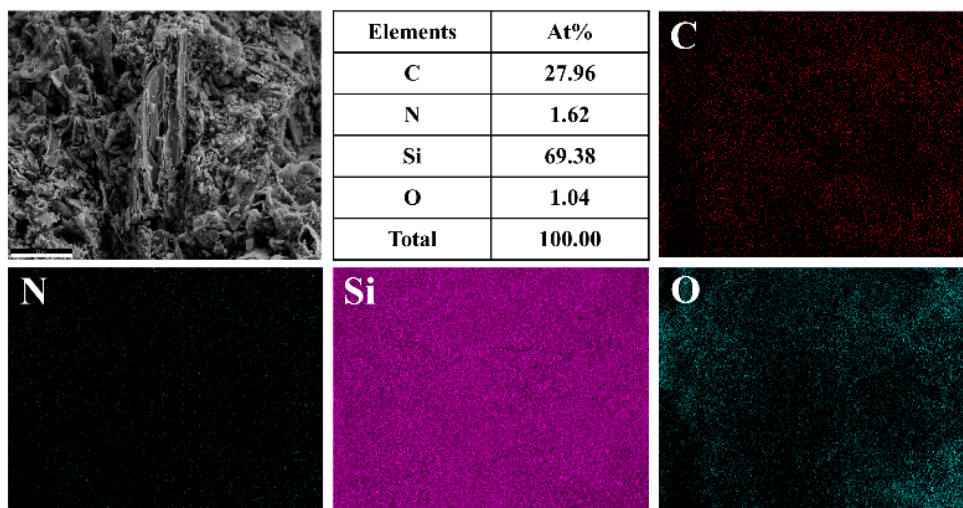 Elements At%
C 27.96
N 1.62
Si 69.38
O 1.04
Total 100.00
C
N
Si
O